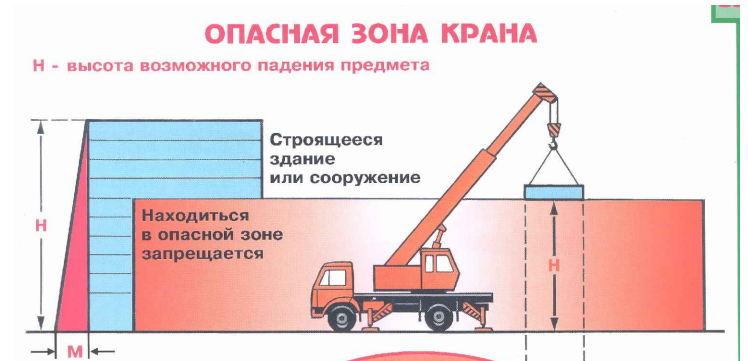 ОПАСНАЯ ЗОНА КРАНА
Н - высота возможного падения предмета
Строящееся
здание
или сооружение
Находиться
в опасной зоне
запрещается
Н
Н
М